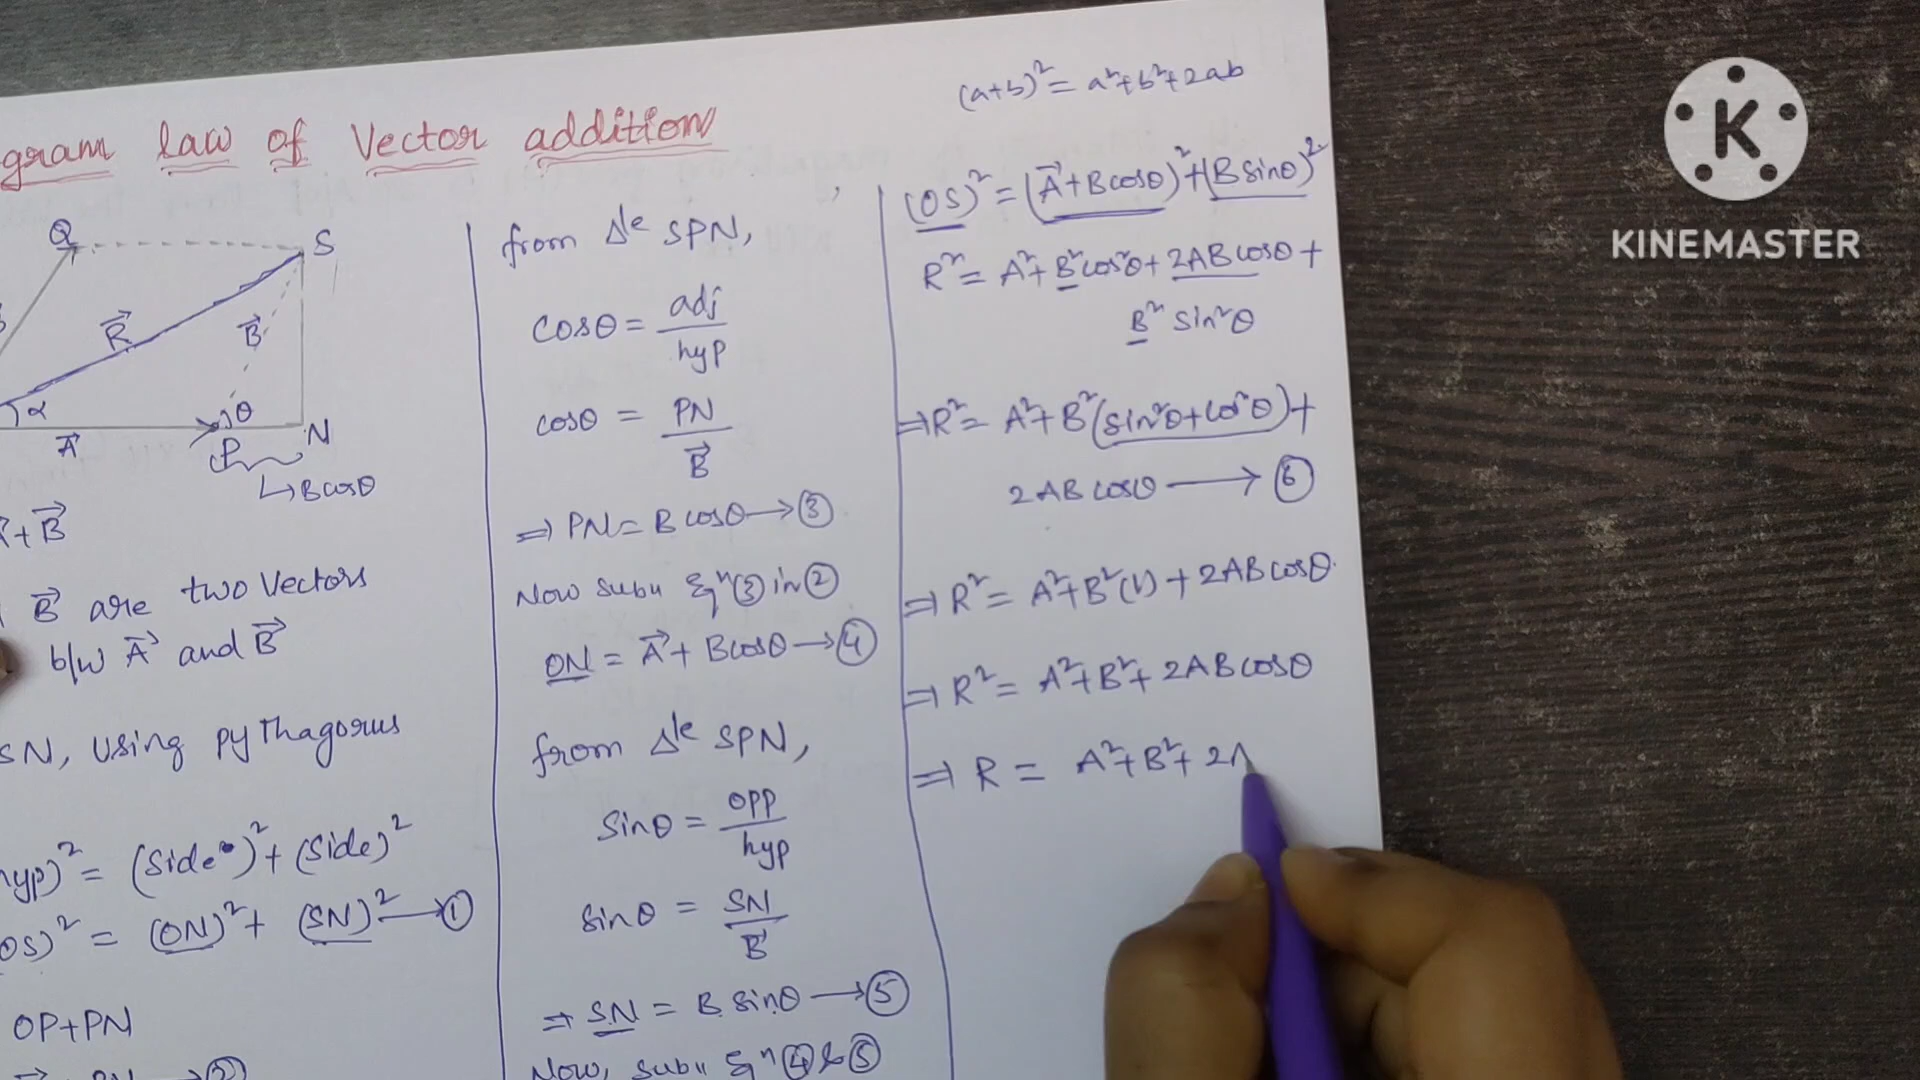 gram law of Vector addition
Q
S
R⃗
B⃗
α
θ
A⃗
P
N
↳ B cosθ
+ B⃗
B⃗ are two Vectors
b/w A⃗ and B⃗
SN, using pythagorus
hyp)² = (Side)² + (Side)²
OS)² = (ON)² + (SN)² → ①
OP+PN
from Δle SPN,
cosθ = adj/hyp
cosθ = PN/B⃗
⇒ PN = B cosθ → ③
Now subu Eqn ③ in ②
ON = A⃗ + B cosθ → ④
from Δle SPN,
Sinθ = opp/hyp
sinθ = SN/B⃗
⇒ SN = B sinθ → ⑤
Now, subu Eqn ④ & ⑤
(a+b)² = a²+b²+2ab
(OS)² = (A⃗+B cosθ)² + (B sinθ)²
R² = A²+B²cos²θ+2AB cosθ+
B² sin²θ
⇒R² = A²+B²(sin²θ+cos²θ)+
2AB cosθ → ⑥
⇒ R² = A²+B²(1)+2AB cosθ.
⇒ R² = A²+B²+2AB cosθ
⇒ R = A²+B²+2A
K
KINEMASTER